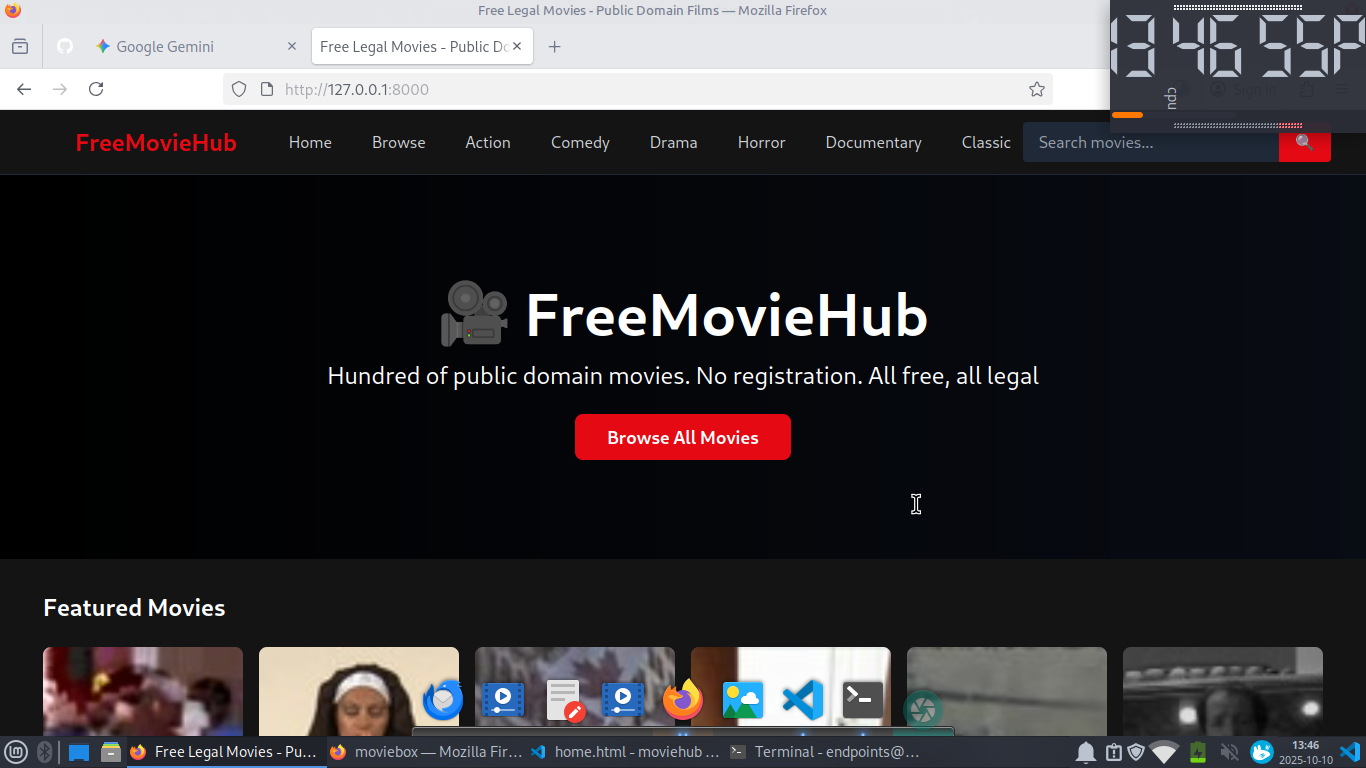 Free Legal Movies - Public Domain Films — Mozilla Firefox
Google Gemini
Free Legal Movies - Public Do
http://127.0.0.1:8000
cpu
FreeMovieHub
Home
Browse
Action
Comedy
Drama
Horror
Documentary
Classic
Search movies...
FreeMovieHub
Hundred of public domain movies. No registration. All free, all legal
Browse All Movies
Featured Movies
Free Legal Movies - Pu...
moviebox — Mozilla Fir...
home.html - moviehub ...
Terminal - endpoints@...
13:46
2025-10-10